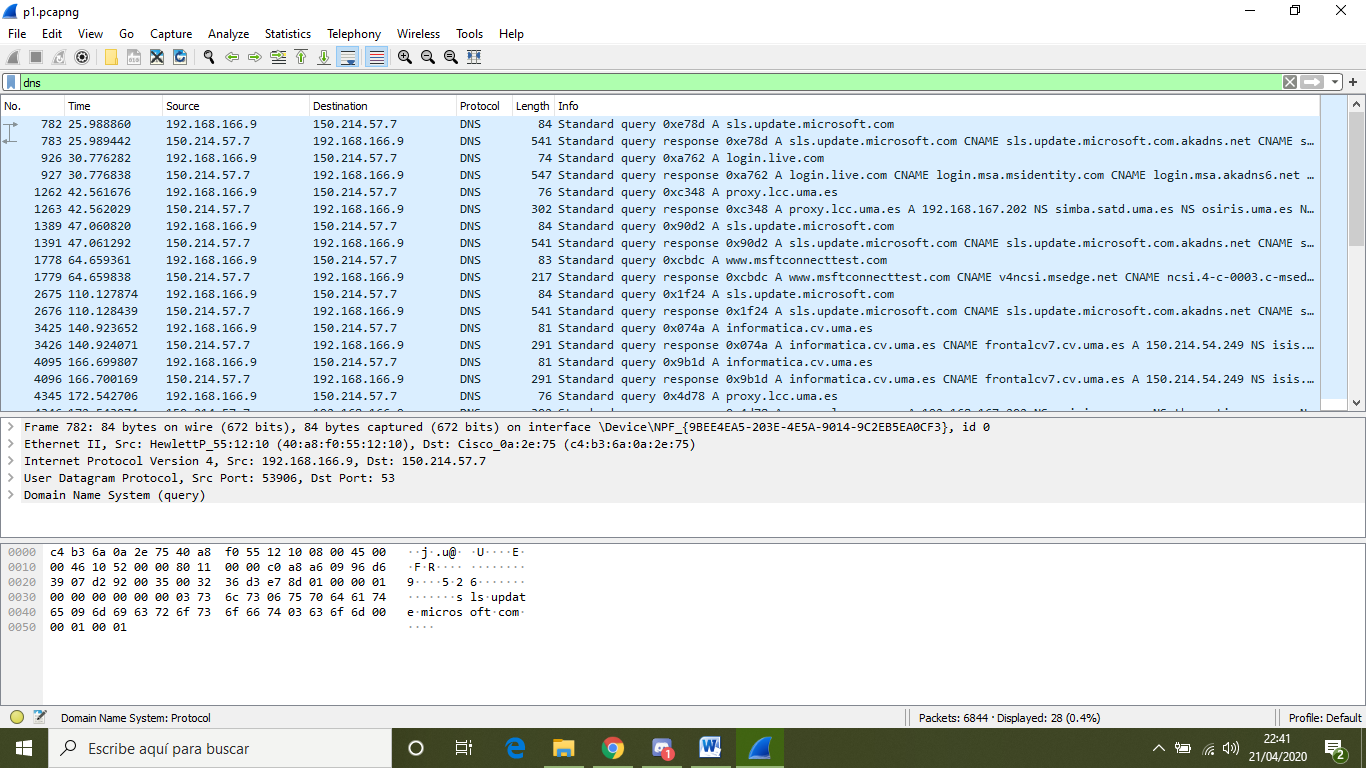 p1.pcapng
File Edit View Go Capture Analyze Statistics Telephony Wireless Tools Help
dns
No. Time Source Destination Protocol Length Info
782 25.988860 192.168.166.9 150.214.57.7 DNS 84 Standard query 0xe78d A sls.update.microsoft.com
783 25.989442 150.214.57.7 192.168.166.9 DNS 541 Standard query response 0xe78d A sls.update.microsoft.com CNAME sls.update.microsoft.com.akadns.net CNAME s…
926 30.776282 192.168.166.9 150.214.57.7 DNS 74 Standard query 0xa762 A login.live.com
927 30.776838 150.214.57.7 192.168.166.9 DNS 547 Standard query response 0xa762 A login.live.com CNAME login.msa.msidentity.com CNAME login.msa.akadns6.net …
1262 42.561676 192.168.166.9 150.214.57.7 DNS 76 Standard query 0xc348 A proxy.lcc.uma.es
1263 42.562029 150.214.57.7 192.168.166.9 DNS 302 Standard query response 0xc348 A proxy.lcc.uma.es A 192.168.167.202 NS simba.satd.uma.es NS osiris.uma.es N…
1389 47.060820 192.168.166.9 150.214.57.7 DNS 84 Standard query 0x90d2 A sls.update.microsoft.com
1391 47.061292 150.214.57.7 192.168.166.9 DNS 541 Standard query response 0x90d2 A sls.update.microsoft.com CNAME sls.update.microsoft.com.akadns.net CNAME s…
1778 64.659361 192.168.166.9 150.214.57.7 DNS 83 Standard query 0xcbdc A www.msftconnecttest.com
1779 64.659838 150.214.57.7 192.168.166.9 DNS 217 Standard query response 0xcbdc A www.msftconnecttest.com CNAME v4ncsi.msedge.net CNAME ncsi.4-c-0003.c-msed…
2675 110.127874 192.168.166.9 150.214.57.7 DNS 84 Standard query 0x1f24 A sls.update.microsoft.com
2676 110.128439 150.214.57.7 192.168.166.9 DNS 541 Standard query response 0x1f24 A sls.update.microsoft.com CNAME sls.update.microsoft.com.akadns.net CNAME s…
3425 140.923652 192.168.166.9 150.214.57.7 DNS 81 Standard query 0x074a A informatica.cv.uma.es
3426 140.924071 150.214.57.7 192.168.166.9 DNS 291 Standard query response 0x074a A informatica.cv.uma.es CNAME frontalcv7.cv.uma.es A 150.214.54.249 NS isis.…
4095 166.699807 192.168.166.9 150.214.57.7 DNS 81 Standard query 0x9b1d A informatica.cv.uma.es
4096 166.700169 150.214.57.7 192.168.166.9 DNS 291 Standard query response 0x9b1d A informatica.cv.uma.es CNAME frontalcv7.cv.uma.es A 150.214.54.249 NS isis.…
4345 172.542706 192.168.166.9 150.214.57.7 DNS 76 Standard query 0x4d78 A proxy.lcc.uma.es
Frame 782: 84 bytes on wire (672 bits), 84 bytes captured (672 bits) on interface \Device\NPF_{9BEE4EA5-203E-4E5A-9014-9C2EB5EA0CF3}, id 0
Ethernet II, Src: HewlettP_55:12:10 (40:a8:f0:55:12:10), Dst: Cisco_0a:2e:75 (c4:b3:6a:0a:2e:75)
Internet Protocol Version 4, Src: 192.168.166.9, Dst: 150.214.57.7
User Datagram Protocol, Src Port: 53906, Dst Port: 53
Domain Name System (query)
0000 c4 b3 6a 0a 2e 75 40 a8 f0 55 12 10 08 00 45 00 ··j·.u@· ·U····E·
0010 00 46 10 52 00 00 80 11 00 00 c0 a8 a6 09 96 d6 ·F·R···· ········
0020 39 07 d2 92 00 35 00 32 36 d3 e7 8d 01 00 00 01 9····5·2 6·······
0030 00 00 00 00 00 00 03 73 6c 73 06 75 70 64 61 74 ·······s ls·updat
0040 65 09 6d 69 63 72 6f 73 6f 66 74 03 63 6f 6d 00 e·micros oft·com·
0050 00 01 00 01 ····
Domain Name System: Protocol
Packets: 6844 · Displayed: 28 (0.4%)
Profile: Default
Escribe aquí para buscar
1
22:41
21/04/2020
2